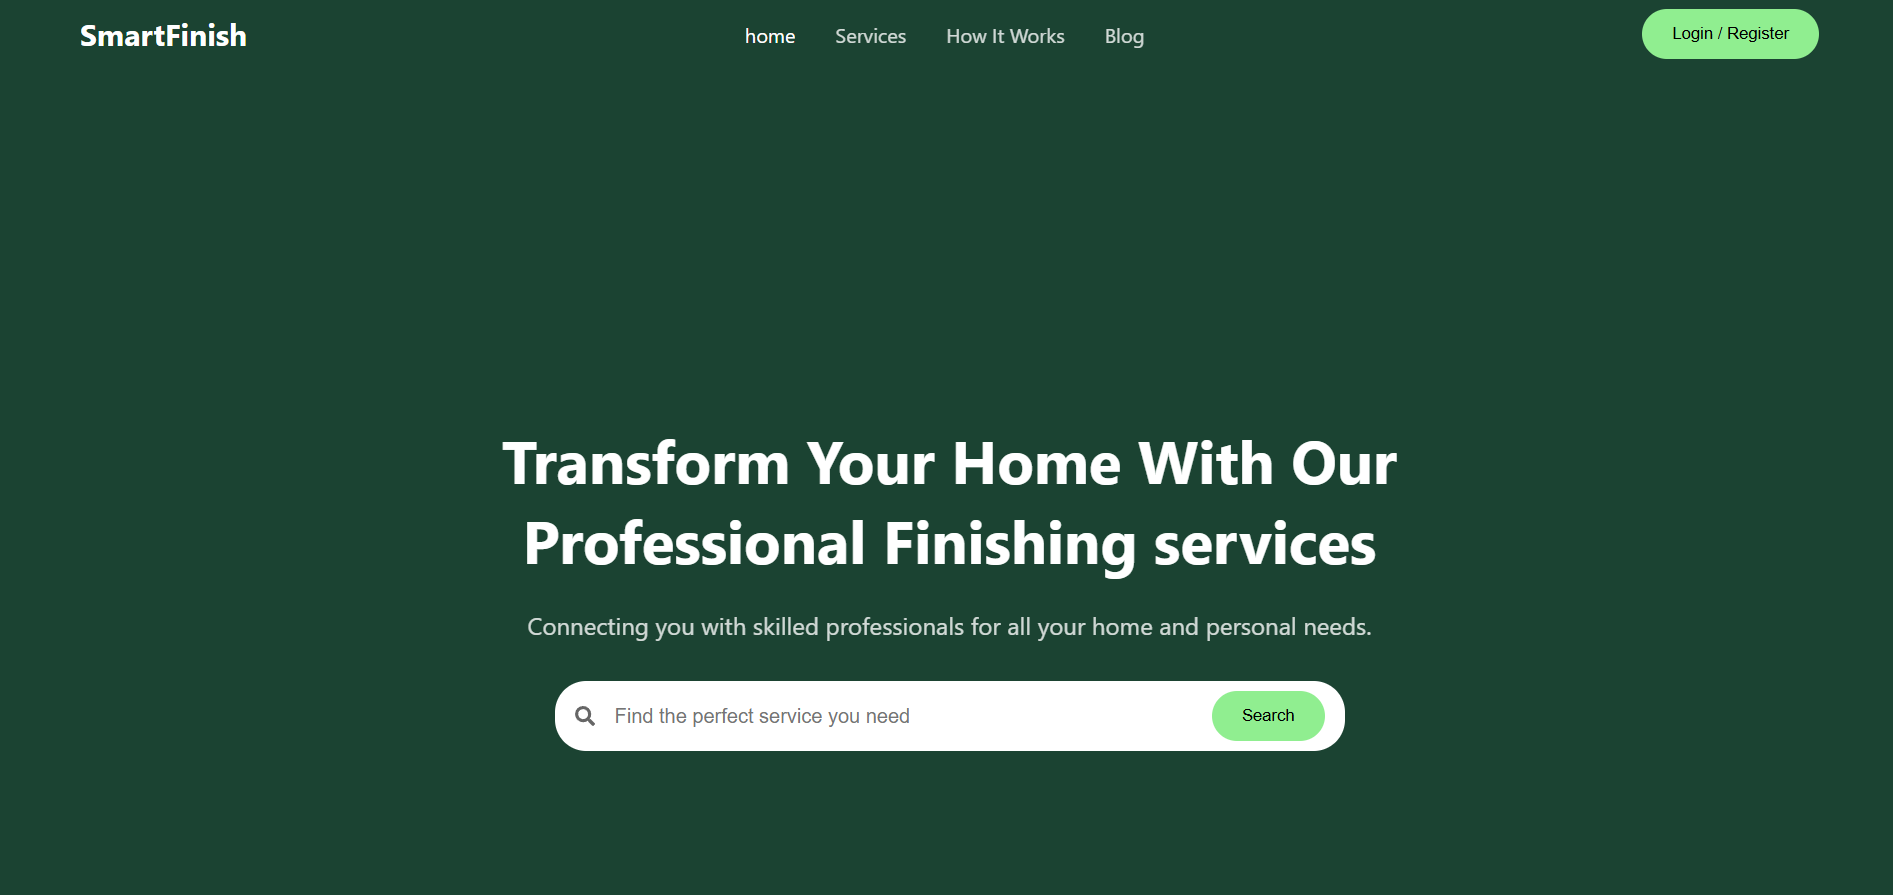 SmartFinish
home
Services
How It Works
Blog
Login / Register
Transform Your Home With Our
Professional Finishing services
Connecting you with skilled professionals for all your home and personal needs.
Find the perfect service you need
Search